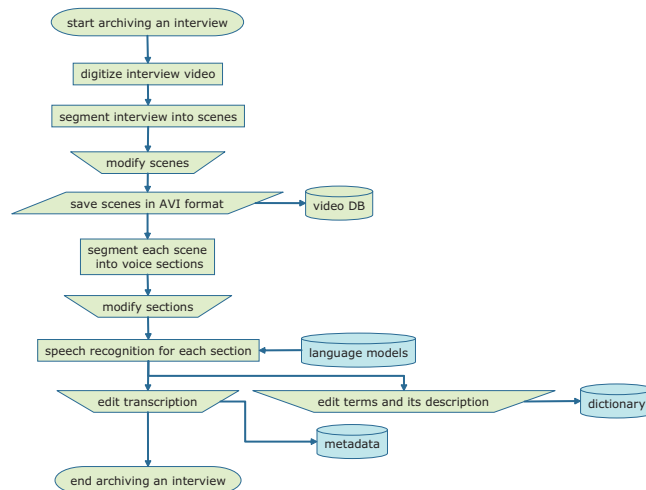 start archiving an interview
digitize interview video
segment interview into scenes
modify scenes
save scenes in AVI format
video DB
segment each scene
into voice sections
modify sections
speech recognition for each section
language models
edit transcription
edit terms and its description
dictionary
metadata
end archiving an interview